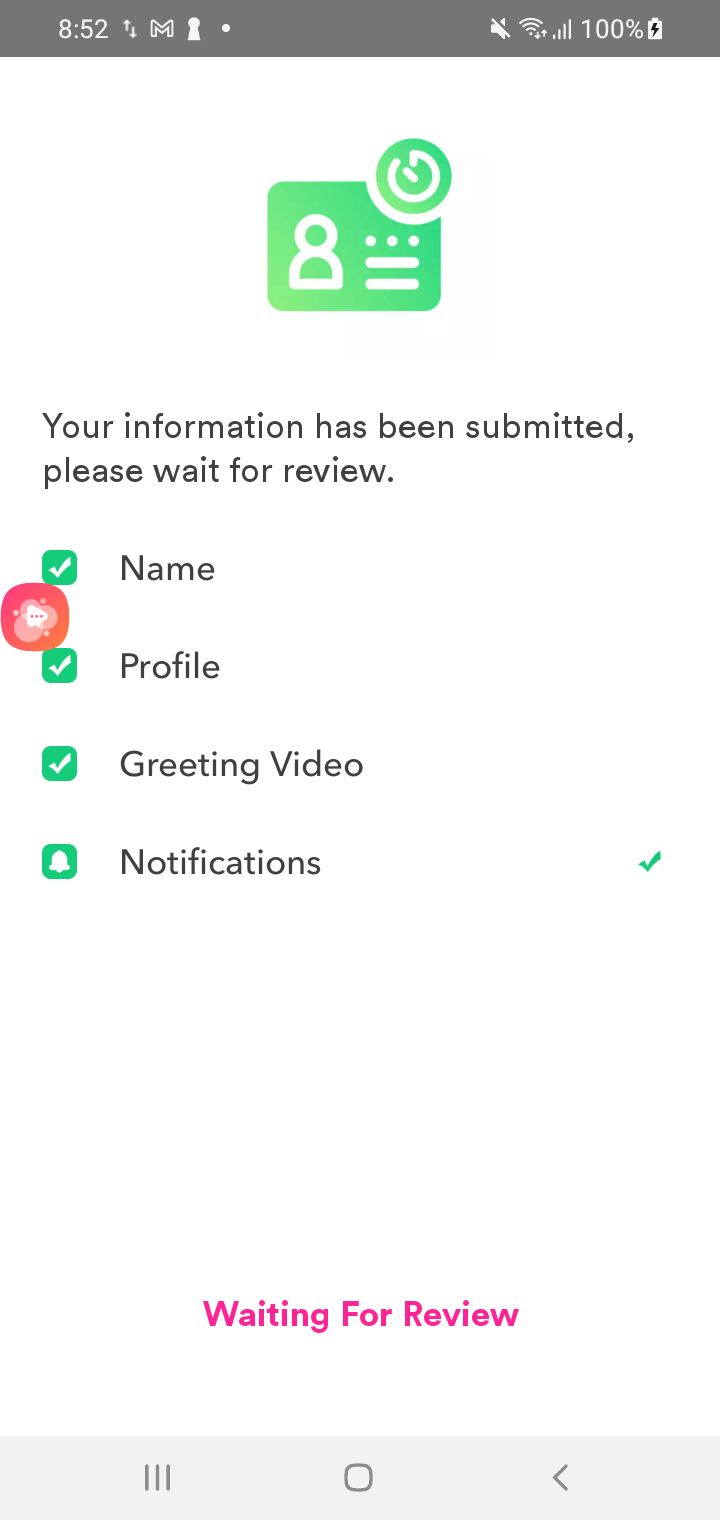 8:52
100%
Your information has been submitted,
please wait for review.
Name
Profile
Greeting Video
Notifications
Waiting For Review